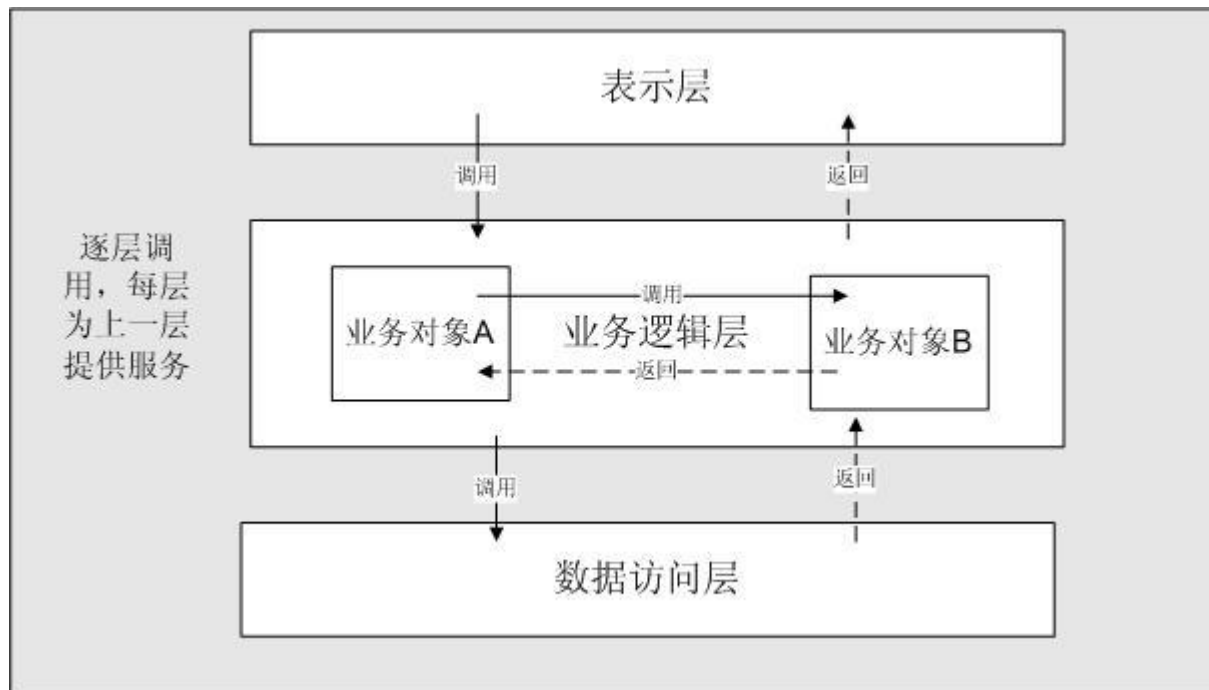 表示层
调用
返回
逐层调
用，每层
为上一层
提供服务
调用
业务对象A
业务逻辑层
业务对象B
返回
调用
返回
数据访问层